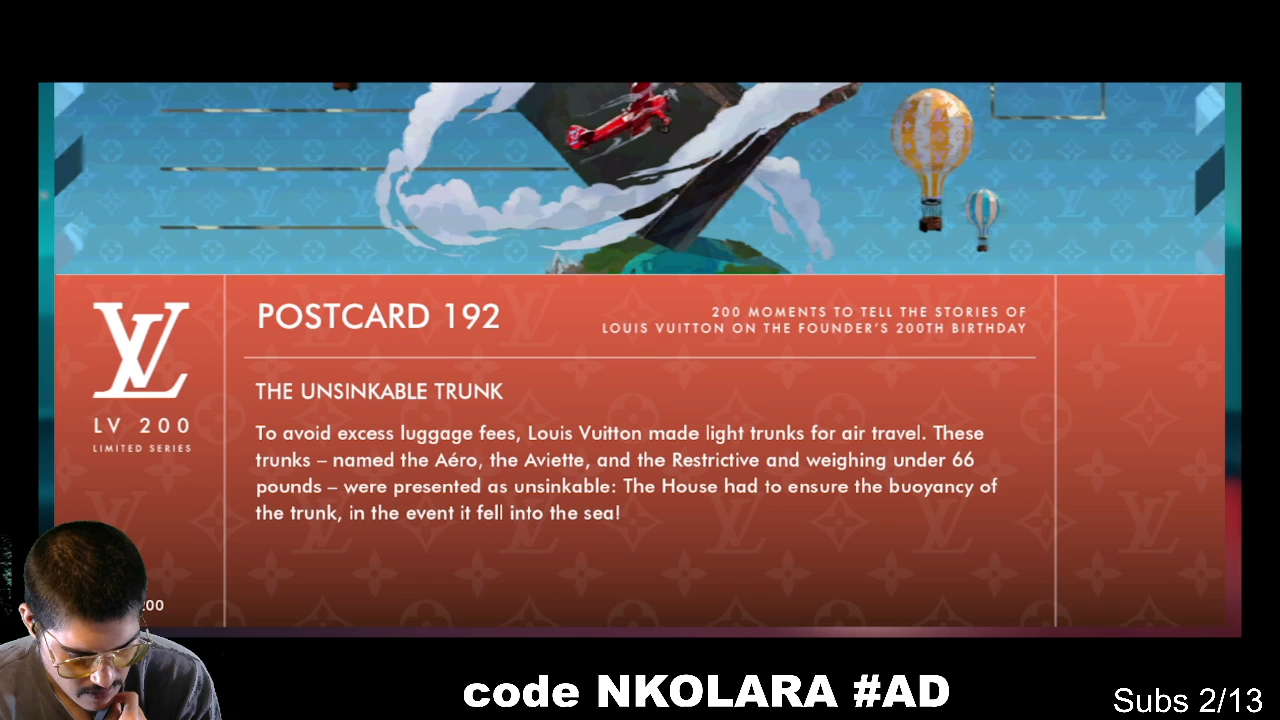 LV
LV 200
LIMITED SERIES
POSTCARD 192
200 MOMENTS TO TELL THE STORIES OF
LOUIS VUITTON ON THE FOUNDER'S 200TH BIRTHDAY
THE UNSINKABLE TRUNK
To avoid excess luggage fees, Louis Vuitton made light trunks for air travel. These
trunks – named the Aéro, the Aviette, and the Restrictive and weighing under 66
pounds – were presented as unsinkable: The House had to ensure the buoyancy of
the trunk, in the event it fell into the sea!
code NKOLARA #AD
Subs 2/13